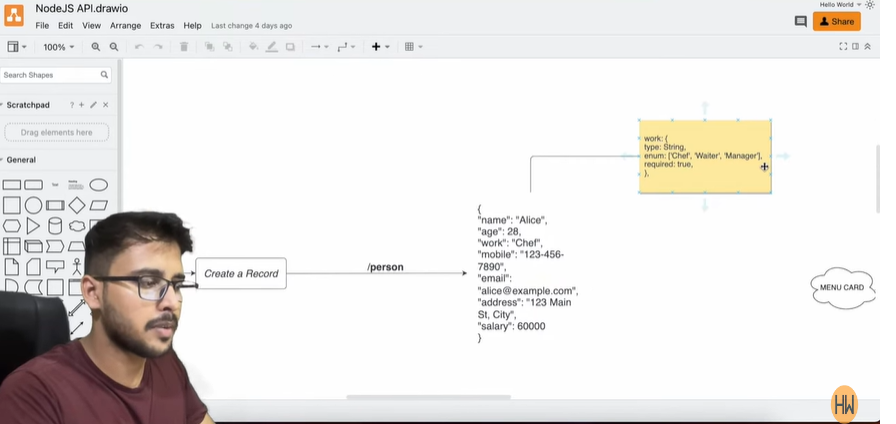 NodeJS API.drawio
Hello World
File Edit View Arrange Extras Help Last change 4 days ago
Share
100%
Search Shapes
Scratchpad
Drag elements here
General
work: {
type: String,
enum: ['Chef', 'Waiter', 'Manager'],
required: true,
},
{
"name": "Alice",
"age": 28,
"work": "Chef",
"mobile": "123-456-
7890",
"email":
"alice@example.com",
"address": "123 Main
St, City",
"salary": 60000
}
Create a Record
/person
MENU CARD
HW